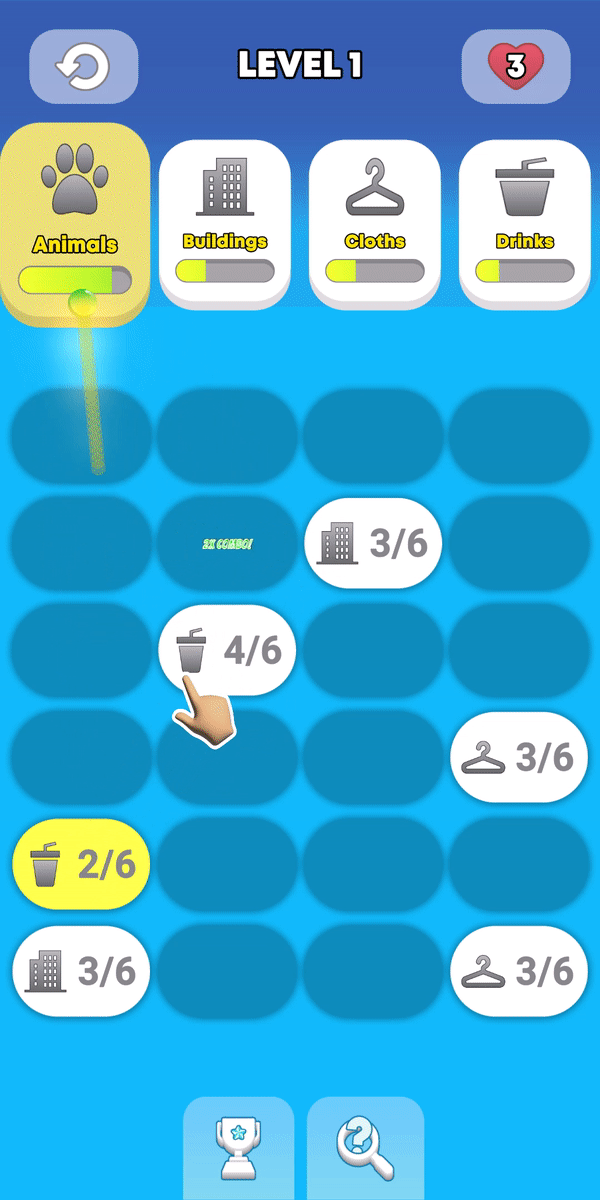 LEVEL 1
3
Animals
Buildings
Cloths
Drinks
2X COMBO!
3/6
4/6
3/6
2/6
3/6
3/6